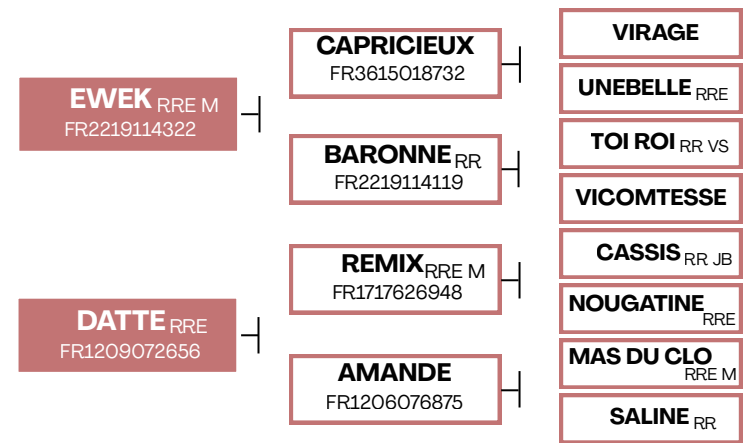 EWEK RRE M
FR2219114322
DATTE RRE
FR1209072656
CAPRICIEUX
FR3615018732
BARONNE RR
FR2219114119
REMIX RRE M
FR1717626948
AMANDE
FR1206076875
VIRAGE
UNEBELLE RRE
TOI ROI RR VS
VICOMTESSE
CASSIS RR JB
NOUGATINE
RRE
MAS DU CLO
RRE M
SALINE RR